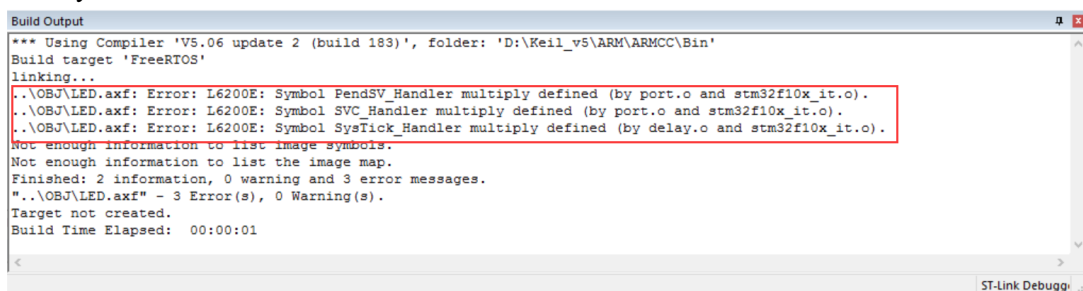 Build Output
*** Using Compiler 'V5.06 update 2 (build 183)', folder: 'D:\Keil_v5\ARM\ARMCC\Bin'
Build target 'FreeRTOS'
linking...
..\OBJ\LED.axf: Error: L6200E: Symbol PendSV_Handler multiply defined (by port.o and stm32f10x_it.o).
..\OBJ\LED.axf: Error: L6200E: Symbol SVC_Handler multiply defined (by port.o and stm32f10x_it.o).
..\OBJ\LED.axf: Error: L6200E: Symbol SysTick_Handler multiply defined (by delay.o and stm32f10x_it.o).
Not enough information to list image symbols.
Not enough information to list the image map.
Finished: 2 information, 0 warning and 3 error messages.
"..\OBJ\LED.axf" - 3 Error(s), 0 Warning(s).
Target not created.
Build Time Elapsed:  00:00:01
ST-Link Debugg